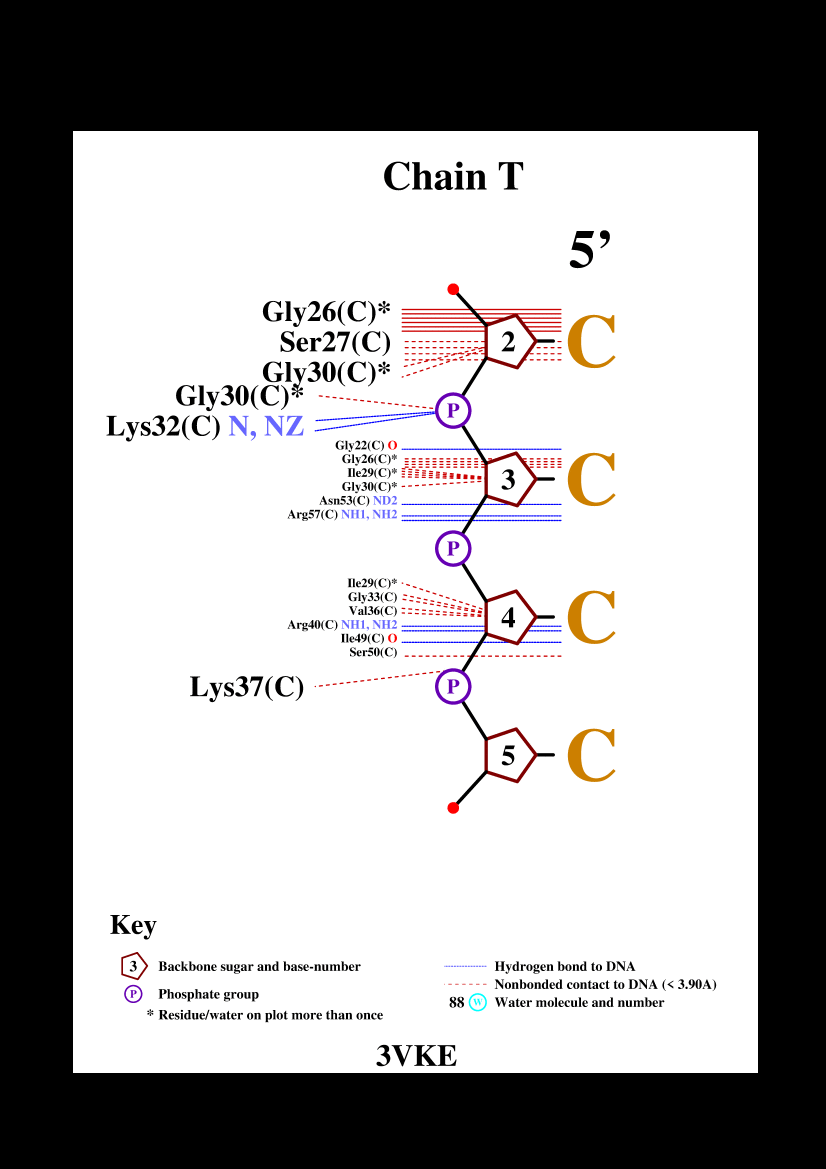 Chain T
5’
Gly26(C)*
Ser27(C)
2 C
Gly30(C)*
Gly30(C)*
P
Lys32(C) N, NZ
Gly22(C) O
Gly26(C)*
Ile29(C)*
3 C
Gly30(C)*
Asn53(C) ND2
Arg57(C) NH1, NH2
P
Ile29(C)*
Gly33(C)
Val36(C)
4 C
Arg40(C) NH1, NH2
Ile49(C) O
Ser50(C)
Lys37(C)
P
5 C
Key
3 Backbone sugar and base-number
P Phosphate group
* Residue/water on plot more than once
Hydrogen bond to DNA
Nonbonded contact to DNA (< 3.90A)
88 W Water molecule and number
3VKE